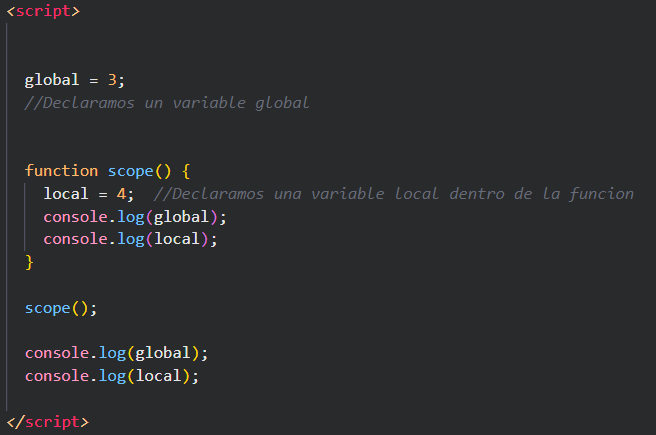 <script>
global = 3;
//Declaramos un variable global
function scope() {
local = 4;  //Declaramos una variable local dentro de la funcion
console.log(global);
console.log(local);
}
scope();
console.log(global);
console.log(local);
</script>